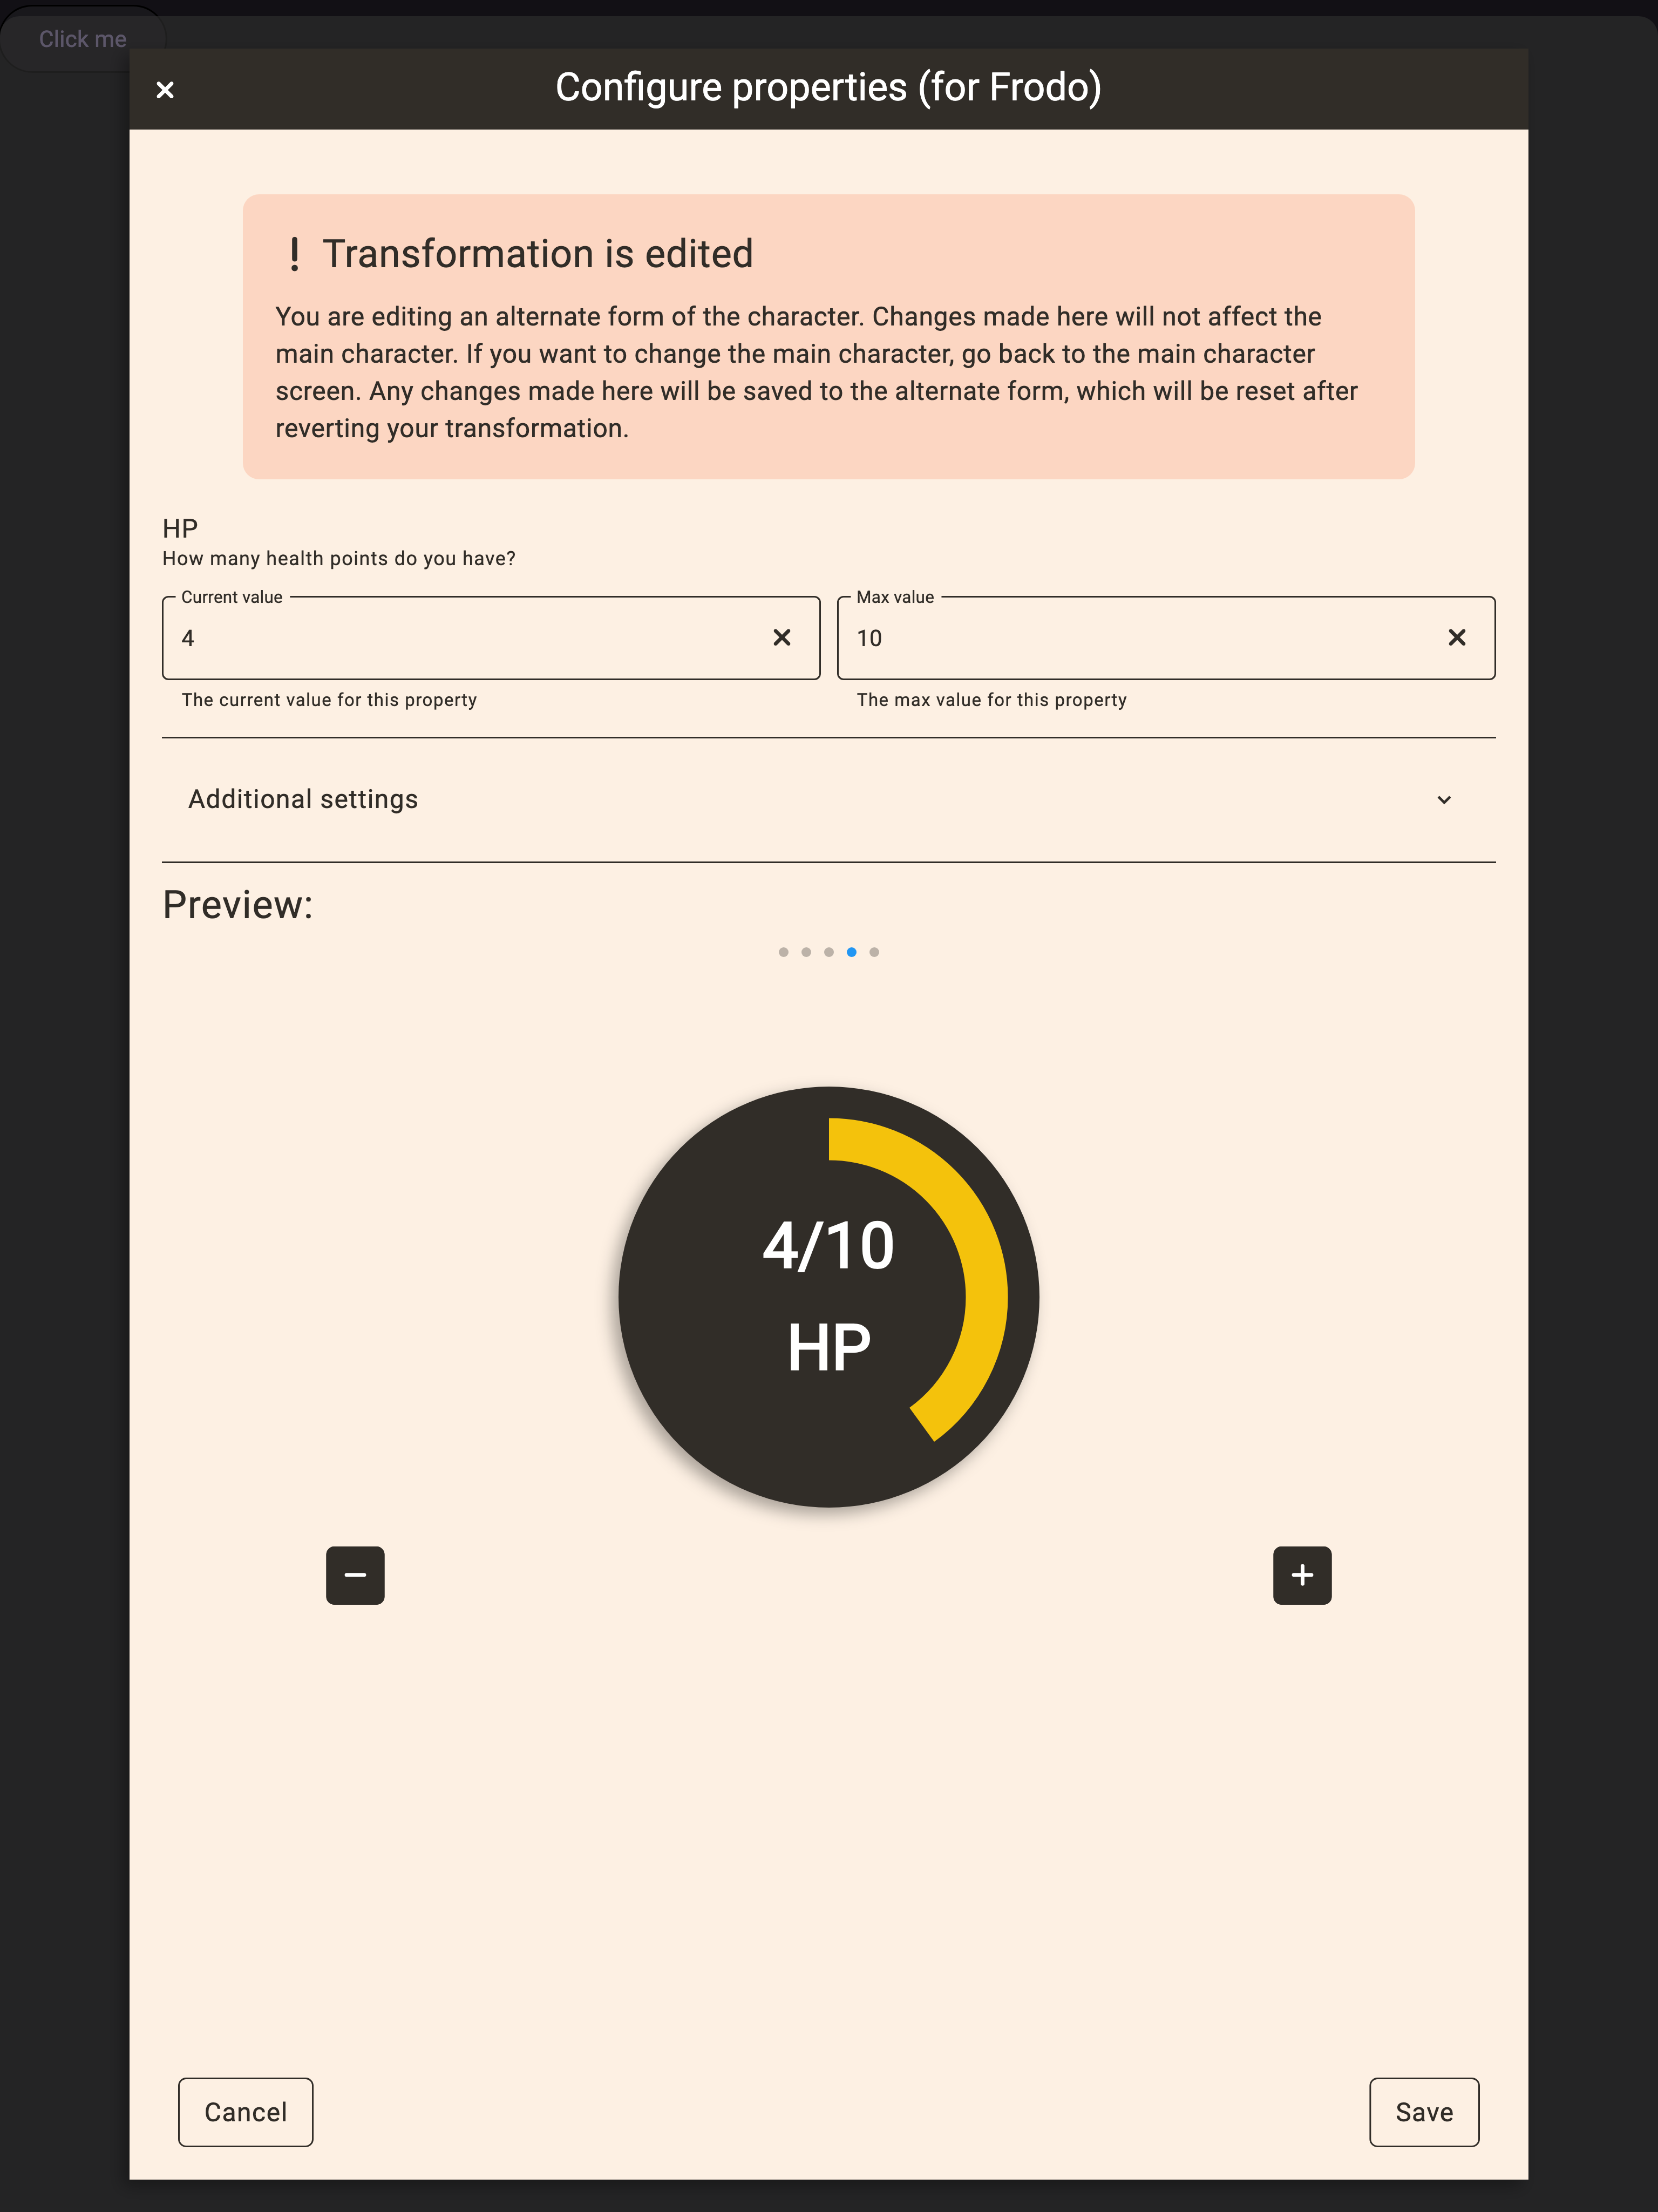 Click me
Configure properties (for Frodo)
! Transformation is edited
You are editing an alternate form of the character. Changes made here will not affect the
main character. If you want to change the main character, go back to the main character
screen. Any changes made here will be saved to the alternate form, which will be reset after
reverting your transformation.
HP
How many health points do you have?
Current value
4
The current value for this property
Max value
10
The max value for this property
Additional settings
Preview:
4/10
HP
Cancel
Save